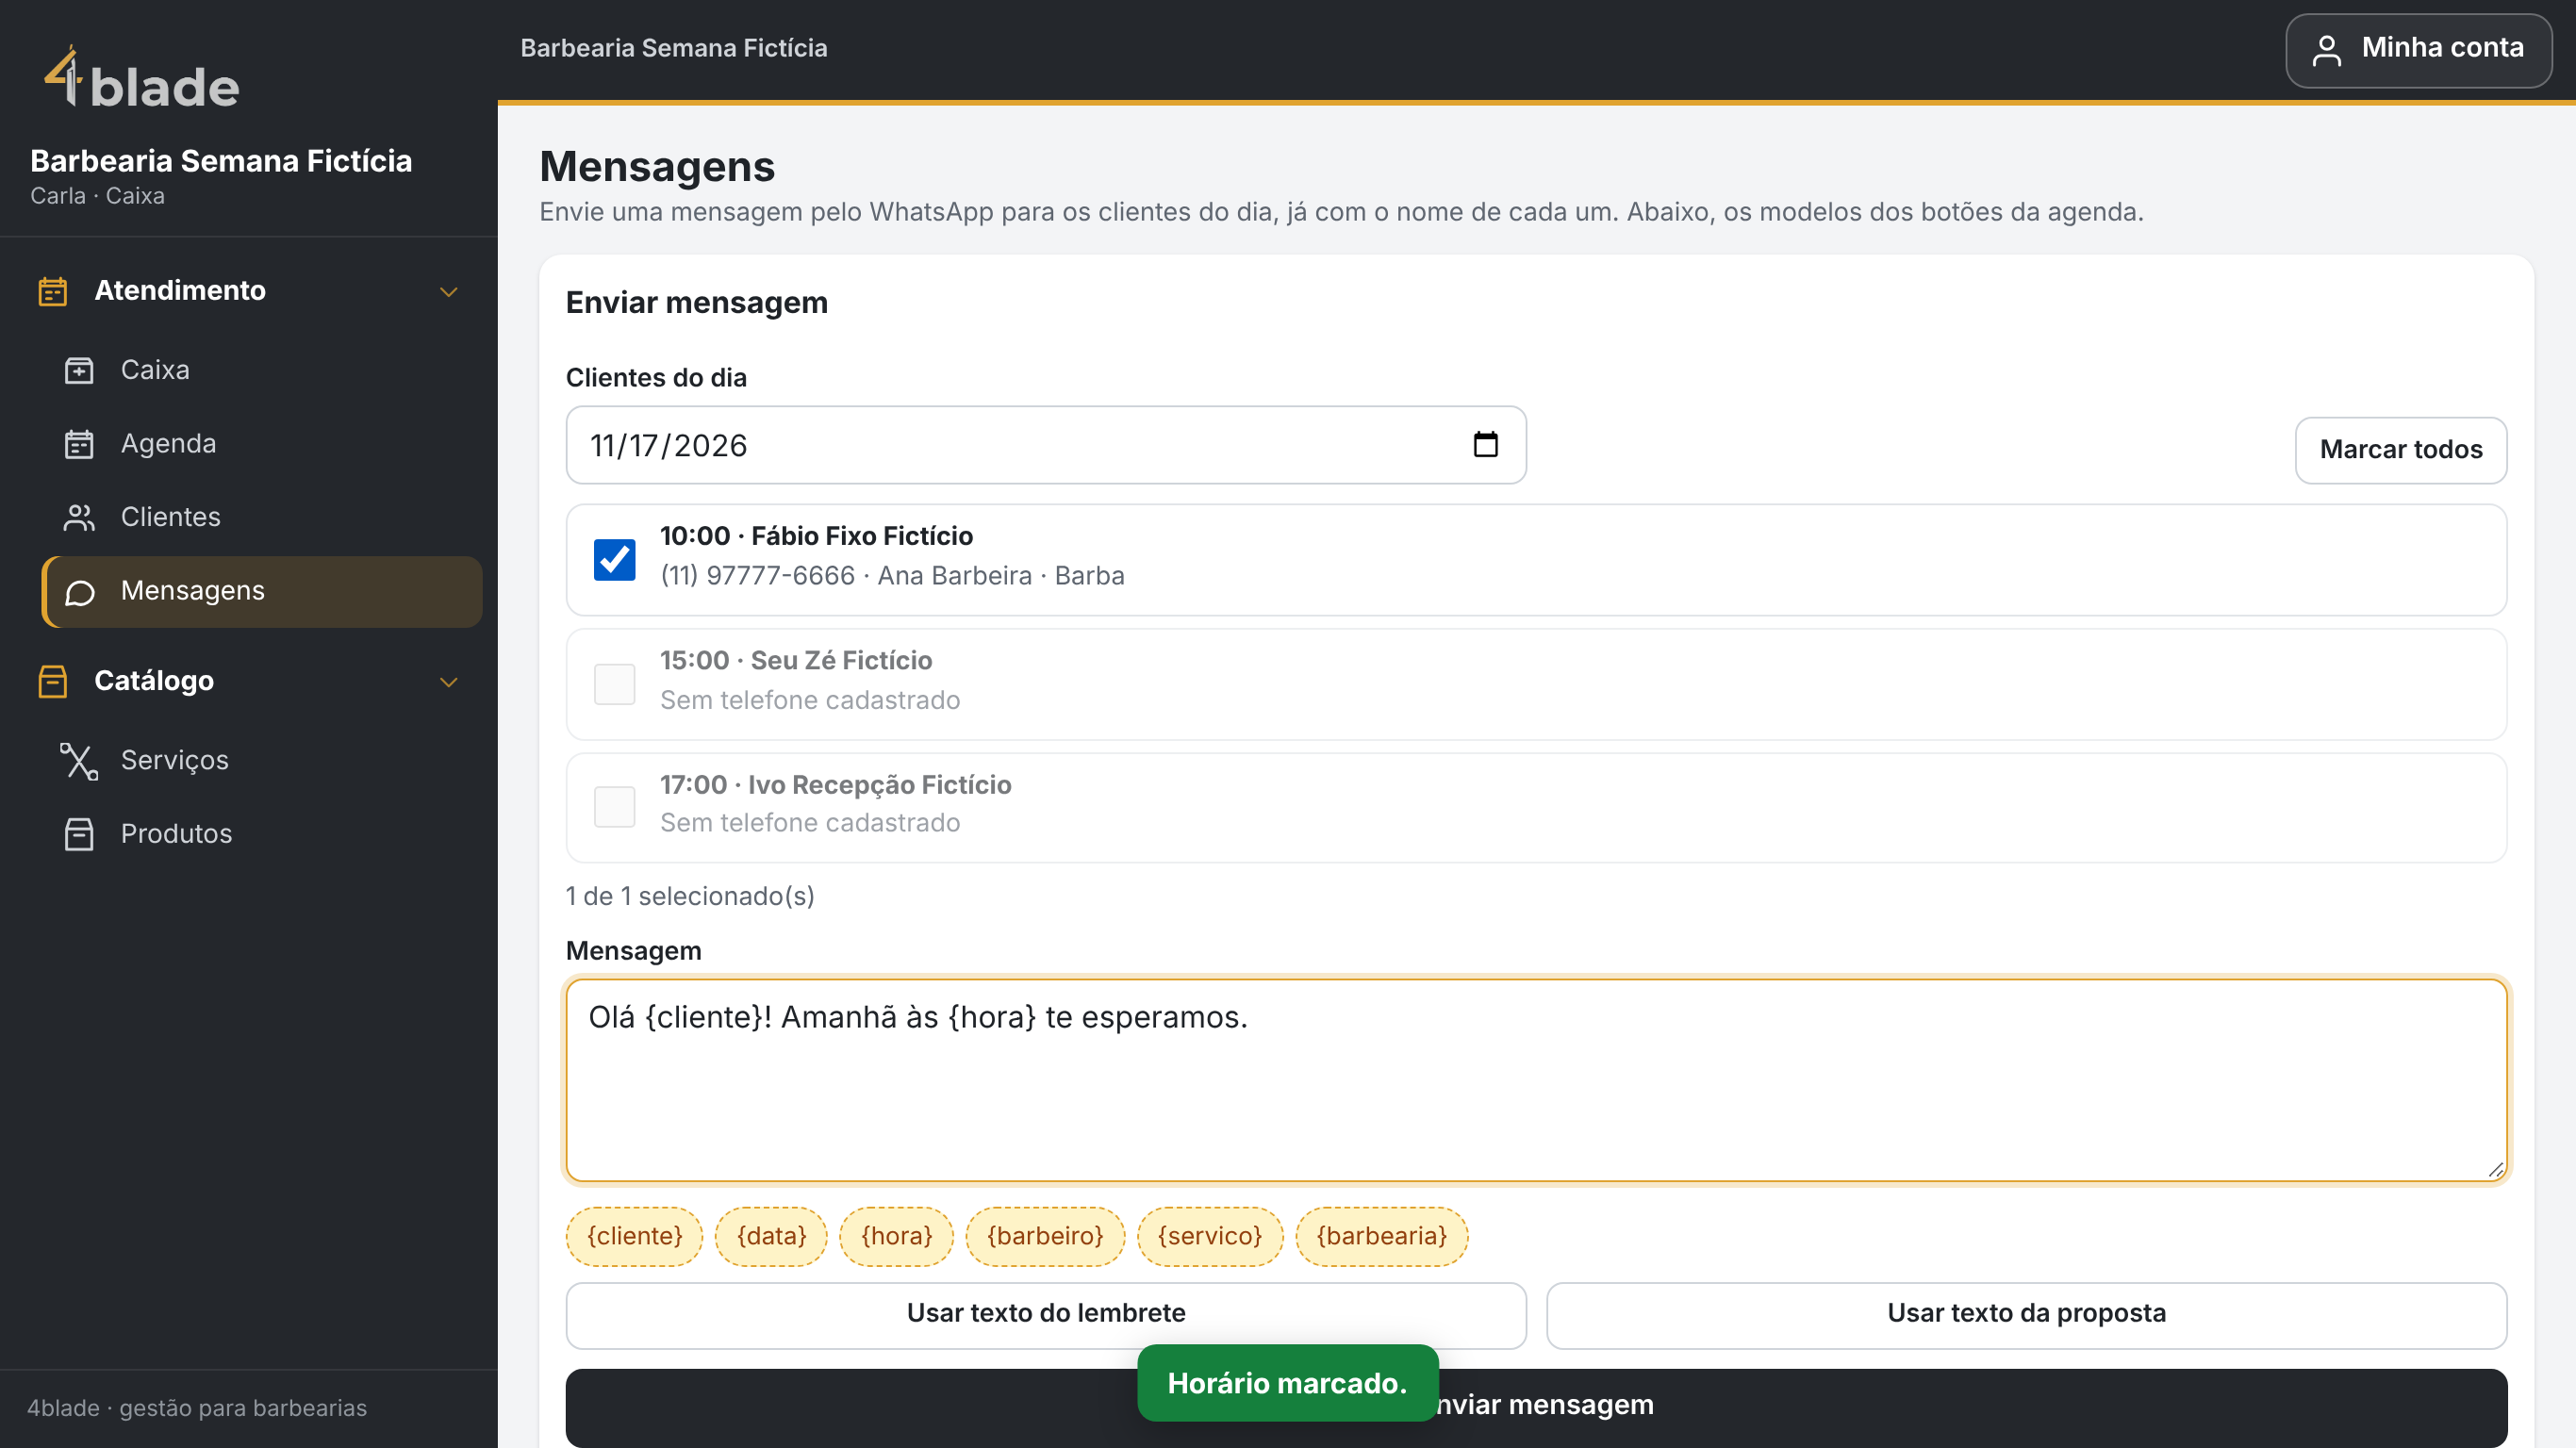 4blade
Barbearia Semana Fictícia
Carla · Caixa
Atendimento
Caixa
Agenda
Clientes
Mensagens
Catálogo
Serviços
Produtos
4blade · gestão para barbearias
Barbearia Semana Fictícia
Minha conta
Mensagens
Envie uma mensagem pelo WhatsApp para os clientes do dia, já com o nome de cada um. Abaixo, os modelos dos botões da agenda.
Enviar mensagem
Clientes do dia
11/17/2026
Marcar todos
10:00 · Fábio Fixo Fictício
(11) 97777-6666 · Ana Barbeira · Barba
15:00 · Seu Zé Fictício
Sem telefone cadastrado
17:00 · Ivo Recepção Fictício
Sem telefone cadastrado
1 de 1 selecionado(s)
Mensagem
Olá {cliente}! Amanhã às {hora} te esperamos.
{cliente} {data} {hora} {barbeiro} {servico} {barbearia}
Usar texto do lembrete
Usar texto da proposta
Horário marcado.
nviar mensagem